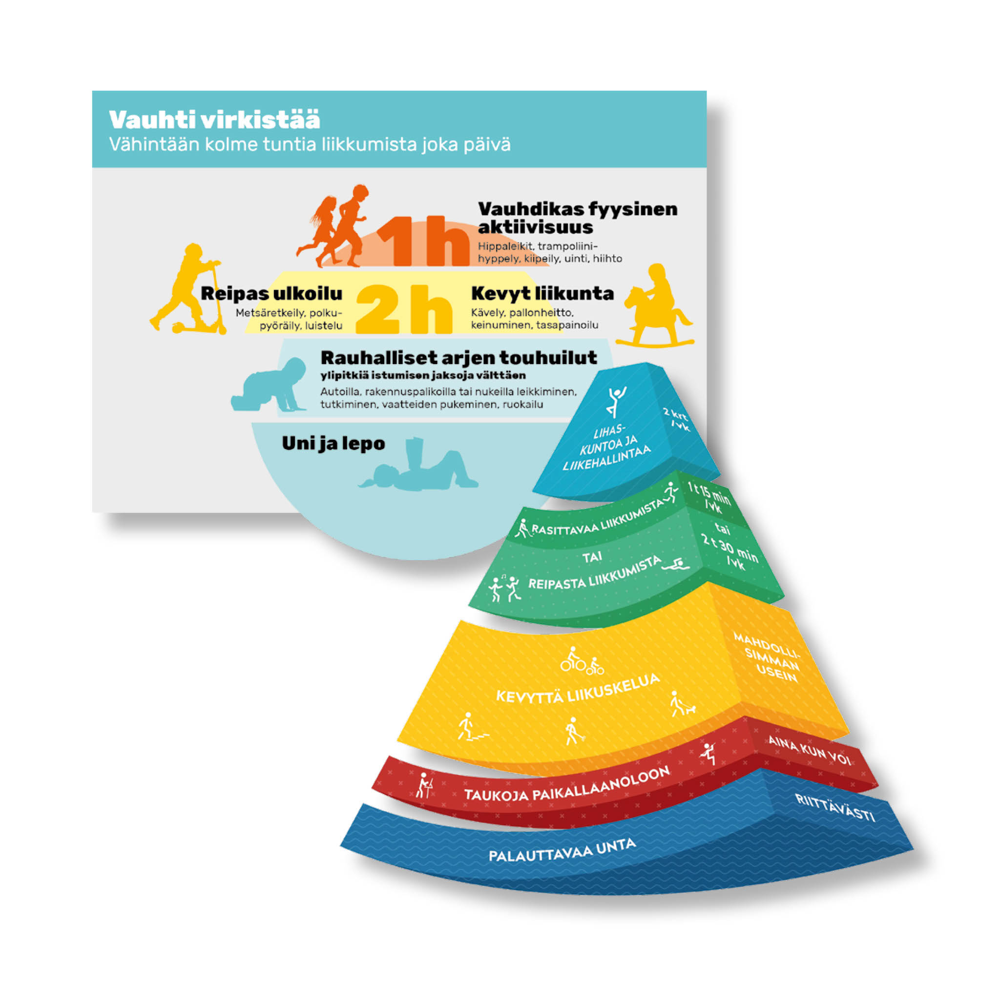 Vauhti virkistää
Vähintään kolme tuntia liikkumista joka päivä
1h
Vauhdikas fyysinen
aktiivisuus
Hippaleikit, trampoliini-
hyppely, kiipeily, uinti, hiihto
Reipas ulkoilu
Metsäretkeily, polku-
pyöräily, luistelu
2h
Kevyt liikunta
Kävely, pallonheitto,
keinuminen, tasapainoilu
Rauhalliset arjen touhuilut
ylipitkiä istumisen jaksoja välttäen
Autoilla, rakennuspalikoilla tai nukeilla leikkiminen,
tutkiminen, vaatteiden pukeminen, ruokailu
Uni ja lepo
LIHAS-
KUNTOA JA
LIIKEHALLINTAA
2 krt
/vk
RASITTAVAA LIIKKUMISTA
1 t 15 min
/vk
TAI
tai
REIPASTA LIIKKUMISTA
2 t 30 min
/vk
KEVYTTÄ LIIKUSKELUA
MAHDOLLI-
SIMMAN
USEIN
TAUKOJA PAIKALLAANOLOON
AINA KUN VOI
PALAUTTAVAA UNTA
RIITTÄVÄSTI